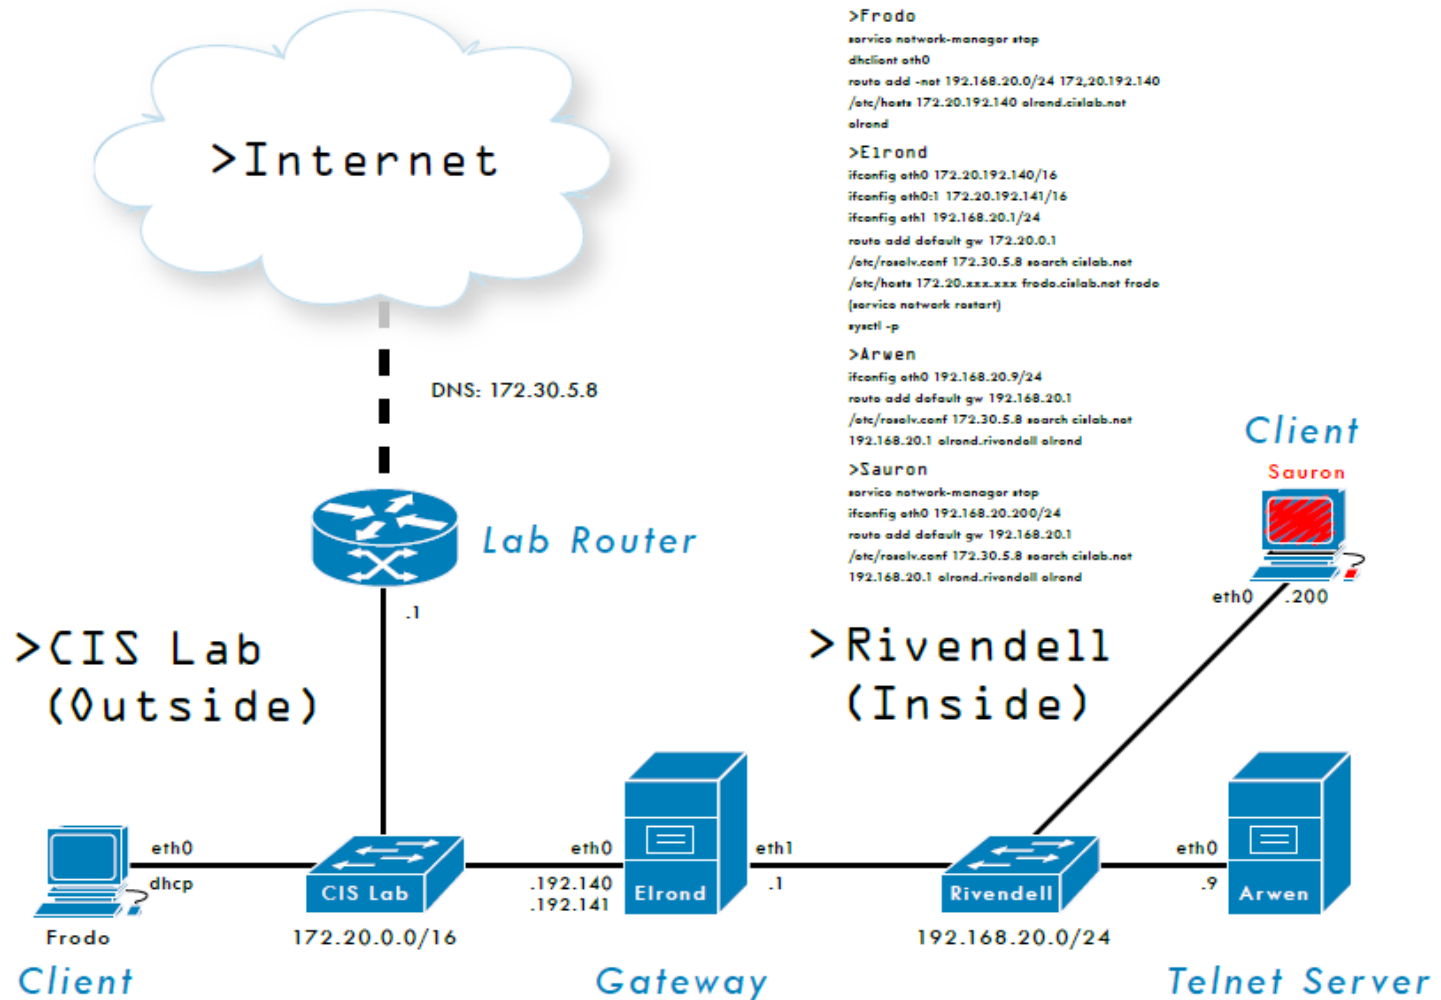 >Internet
DNS: 172.30.5.8
Lab Router
.1
>CIS Lab
(Outside)
eth0
dhcp
Frodo
Client
CIS Lab
172.20.0.0/16
eth0
.192.140
.192.141
Elrond
Gateway
eth1
.1
>Rivendell
(Inside)
Rivendell
192.168.20.0/24
eth0
.9
Arwen
Telnet Server
Client
Sauron
eth0
.200
>Frodo
service network-manager stop
dhclient eth0
route add -net 192.168.20.0/24 172,20.192.140
/etc/hosts 172.20.192.140 elrond.cislab.net
elrond
>Elrond
ifconfig eth0 172.20.192.140/16
ifconfig eth0:1 172.20.192.141/16
ifconfig eth1 192.168.20.1/24
route add default gw 172.20.0.1
/etc/resolv.conf 172.30.5.8 search cislab.net
/etc/hosts 172.20.xxx.xxx frodo.cislab.net frodo
(service network restart)
sysctl -p
>Arwen
ifconfig eth0 192.168.20.9/24
route add default gw 192.168.20.1
/etc/resolv.conf 172.30.5.8 search cislab.net
192.168.20.1 elrond.rivendell elrond
>Sauron
service network-manager stop
ifconfig eth0 192.168.20.200/24
route add default gw 192.168.20.1
/etc/resolv.conf 172.30.5.8 search cislab.net
192.168.20.1 elrond.rivendell elrond